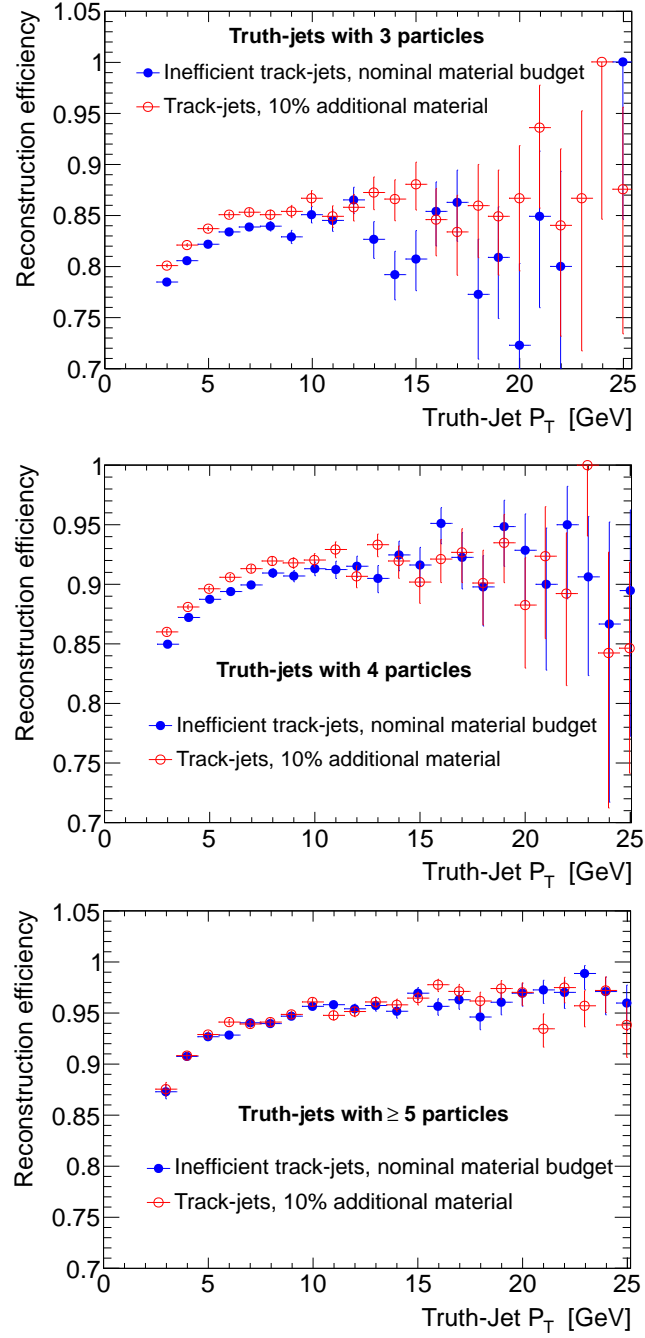 Truth-jets with 3 particles
Inefficient track-jets, nominal material budget
Track-jets, 10% additional material
Reconstruction efficiency
1.05
1
0.95
0.9
0.85
0.8
0.75
0.7
0 5 10 15 20 25
Truth-Jet P_T [GeV]
Reconstruction efficiency
1
0.95
0.9
0.85
0.8
0.75
0.7
Truth-jets with 4 particles
Inefficient track-jets, nominal material budget
Track-jets, 10% additional material
0 5 10 15 20 25
Truth-Jet P_T [GeV]
Reconstruction efficiency
1.05
1
0.95
0.9
0.85
0.8
0.75
0.7
Truth-jets with ≥ 5 particles
Inefficient track-jets, nominal material budget
Track-jets, 10% additional material
0 5 10 15 20 25
Truth-Jet P_T [GeV]